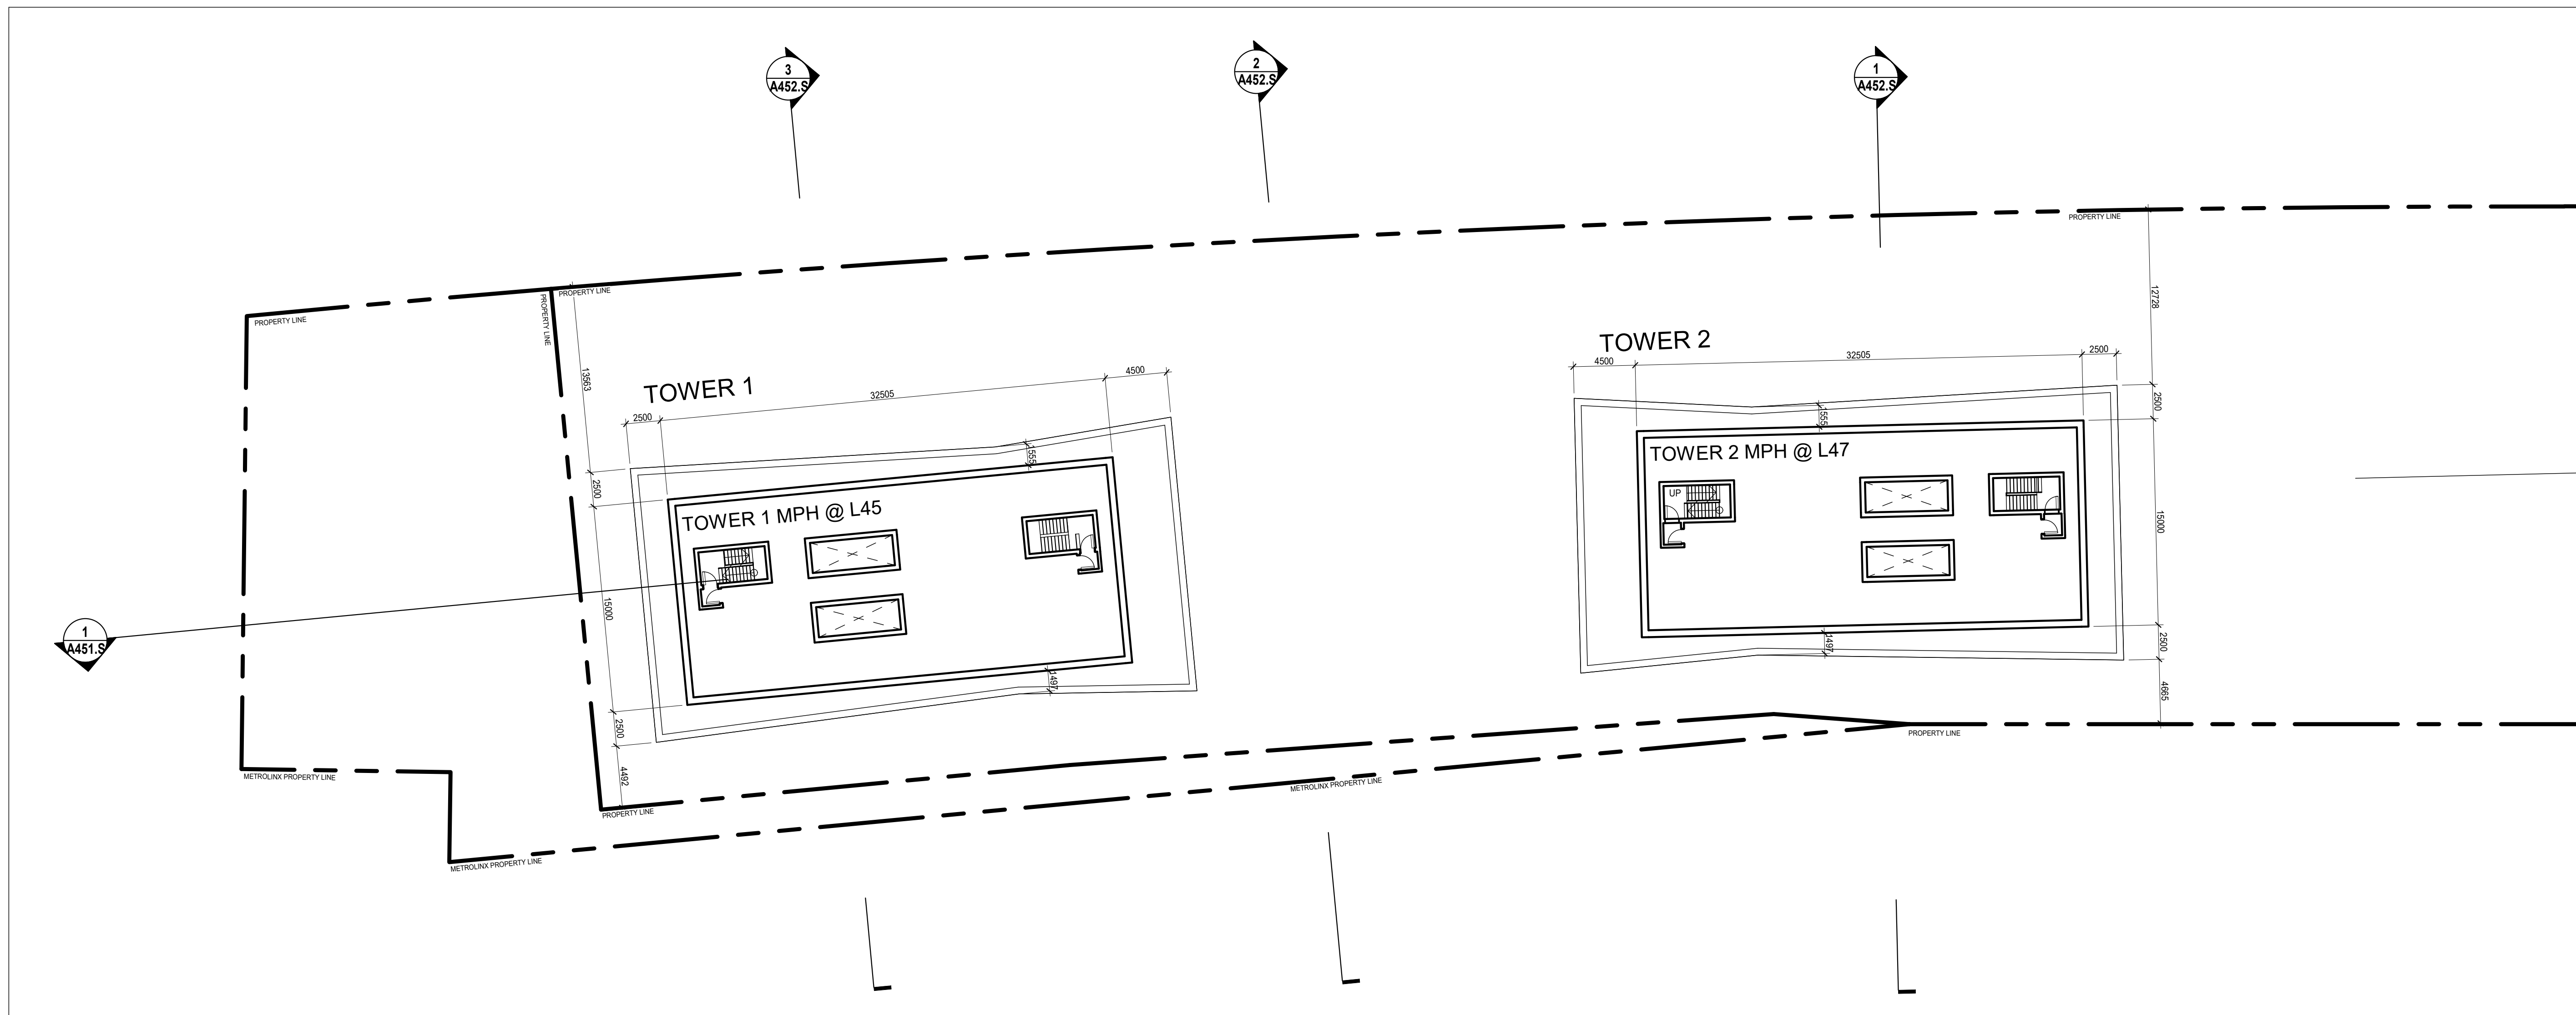 3
A452.S
2
A452.S
1
A452.S
PROPERTY LINE
PROPERTY LINE
PROPERTY LINE
PROPERTY LINE
12728
13563
TOWER 1
2500
32505
4500
TOWER 2
4500
32505
2500
2500
1555
1555
2500
TOWER 1 MPH @ L45
TOWER 2 MPH @ L47
UP
15000
15000
1
A451.S
1497
1497
2500
2500
4665
4492
PROPERTY LINE
METROLINX PROPERTY LINE
METROLINX PROPERTY LINE
PROPERTY LINE
METROLINX PROPERTY LINE